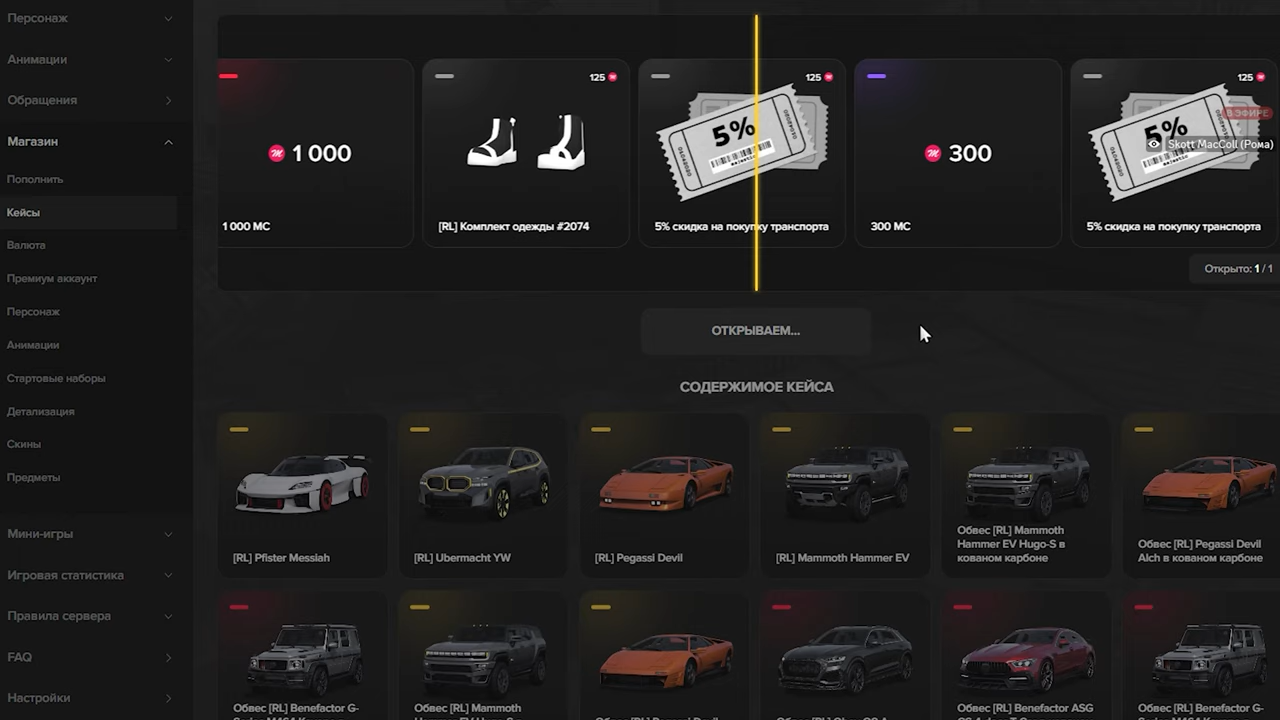 Персонаж
Анимации
Обращения
Магазин
Пополнить
Кейсы
Валюта
Премиум аккаунт
Персонаж
Анимации
Стартовые наборы
Детализация
Скины
Предметы
Мини-игры
Игровая статистика
Правила сервера
FAQ
Настройки
1 000
1 000 MC
125
[RL] Комплект одежды #2074
125
5%
5% скидка на покупку транспорта
300
300 MC
125
5%
5% скидка на покупку транспорта
В ЭФИРЕ
Skott MacColl (Рома)
Открыто: 1 / 1
ОТКРЫВАЕМ...
СОДЕРЖИМОЕ КЕЙСА
[RL] Pfister Messiah
[RL] Ubermacht YW
[RL] Pegassi Devil
[RL] Mammoth Hammer EV
Обвес [RL] Mammoth
Hammer EV Hugo-S в
кованом карбоне
Обвес [RL] Pegassi Devil
Alch в кованом карбоне
Обвес [RL] Benefactor G-
Обвес [RL] Mammoth
Обвес [RL] Benefactor ASG
Обвес [RL] Benefactor G-